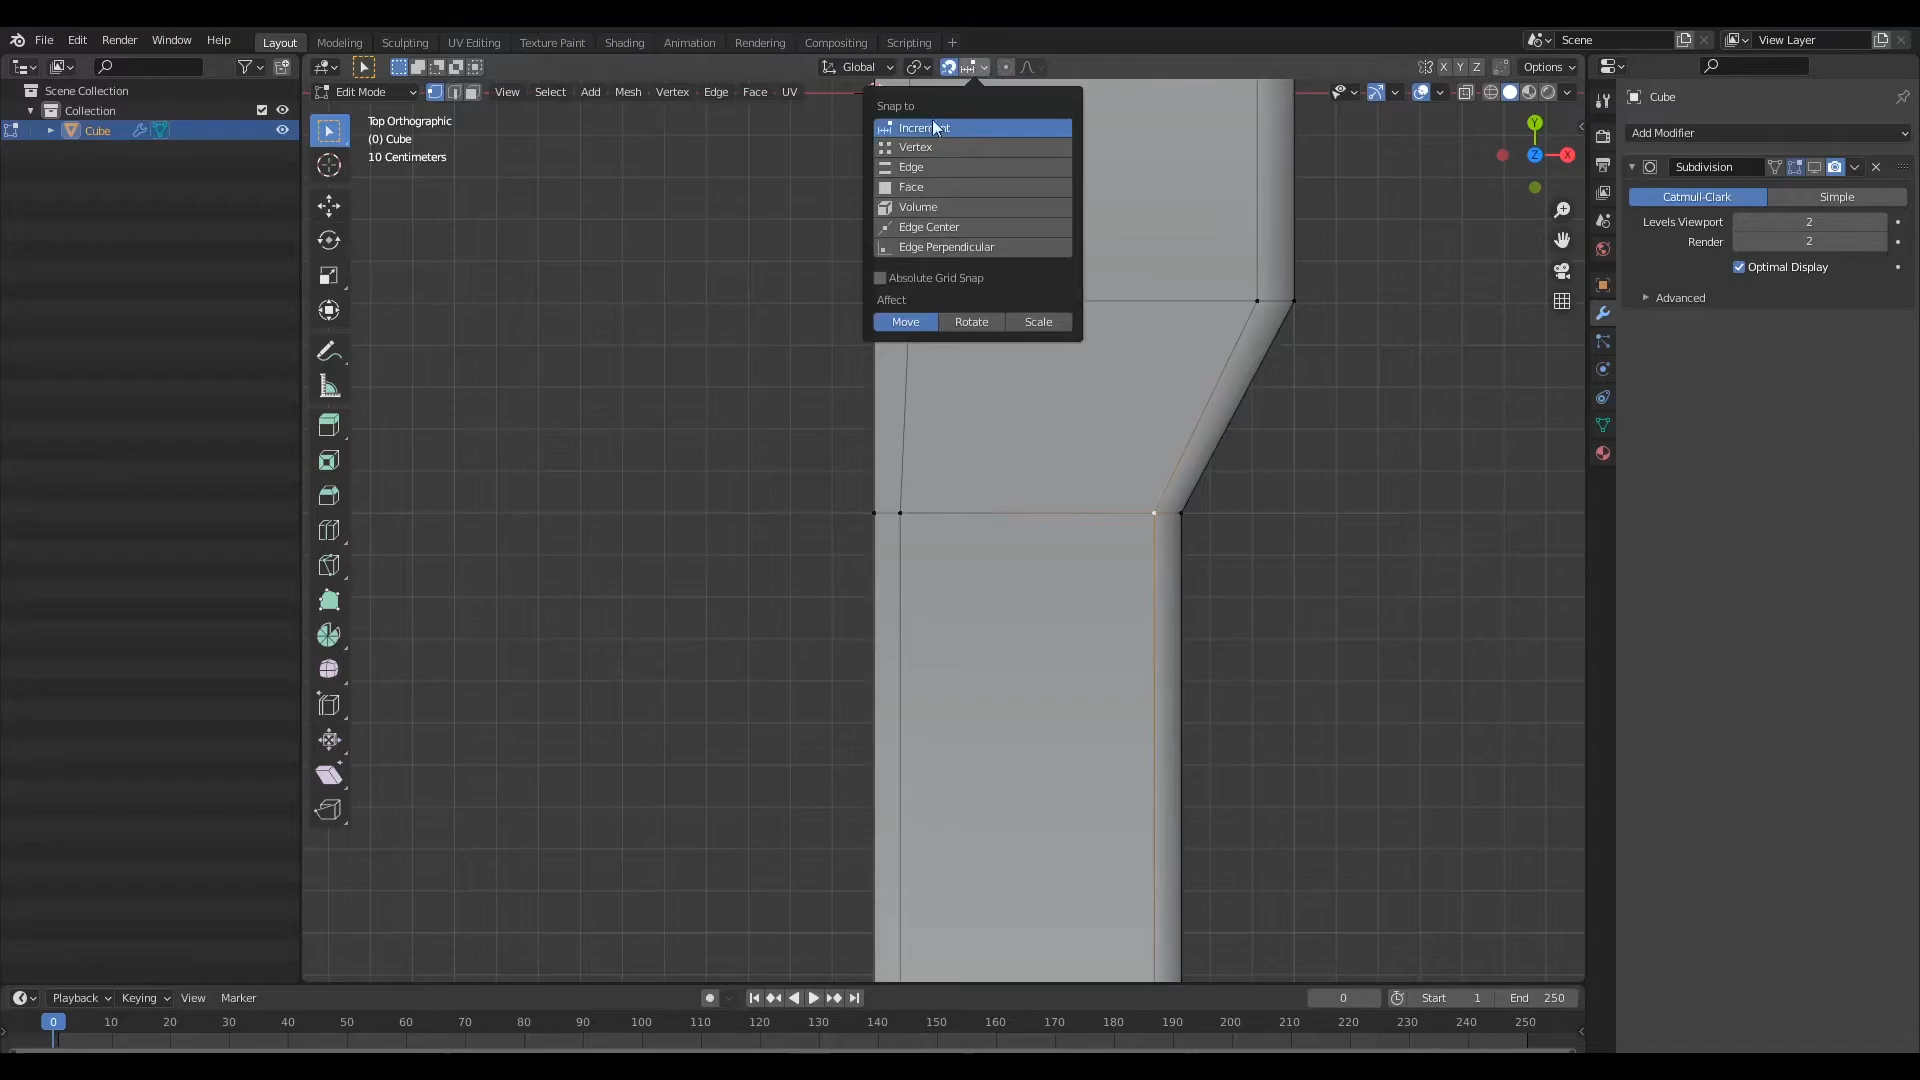 File Edit Render Window Help
Layout Modeling Sculpting UV Editing Texture Paint Shading Animation Rendering Compositing Scripting +
Scene
View Layer
Global
X Y Z
Options
Scene Collection
Collection
Cube
Edit Mode
View Select Add Mesh Vertex Edge Face UV
Top Orthographic
(0) Cube
10 Centimeters
Snap to
Increment
Vertex
Edge
Face
Volume
Edge Center
Edge Perpendicular
Absolute Grid Snap
Affect
Move Rotate Scale
Y
Z
X
Cube
Add Modifier
Subdivision
Catmull-Clark Simple
Levels Viewport 2
Render 2
Optimal Display
Advanced
Playback Keying View Marker
0
Start 1
End 250
0 10 20 30 40 50 60 70 80 90 100 110 120 130 140 150 160 170 180 190 200 210 220 230 240 250